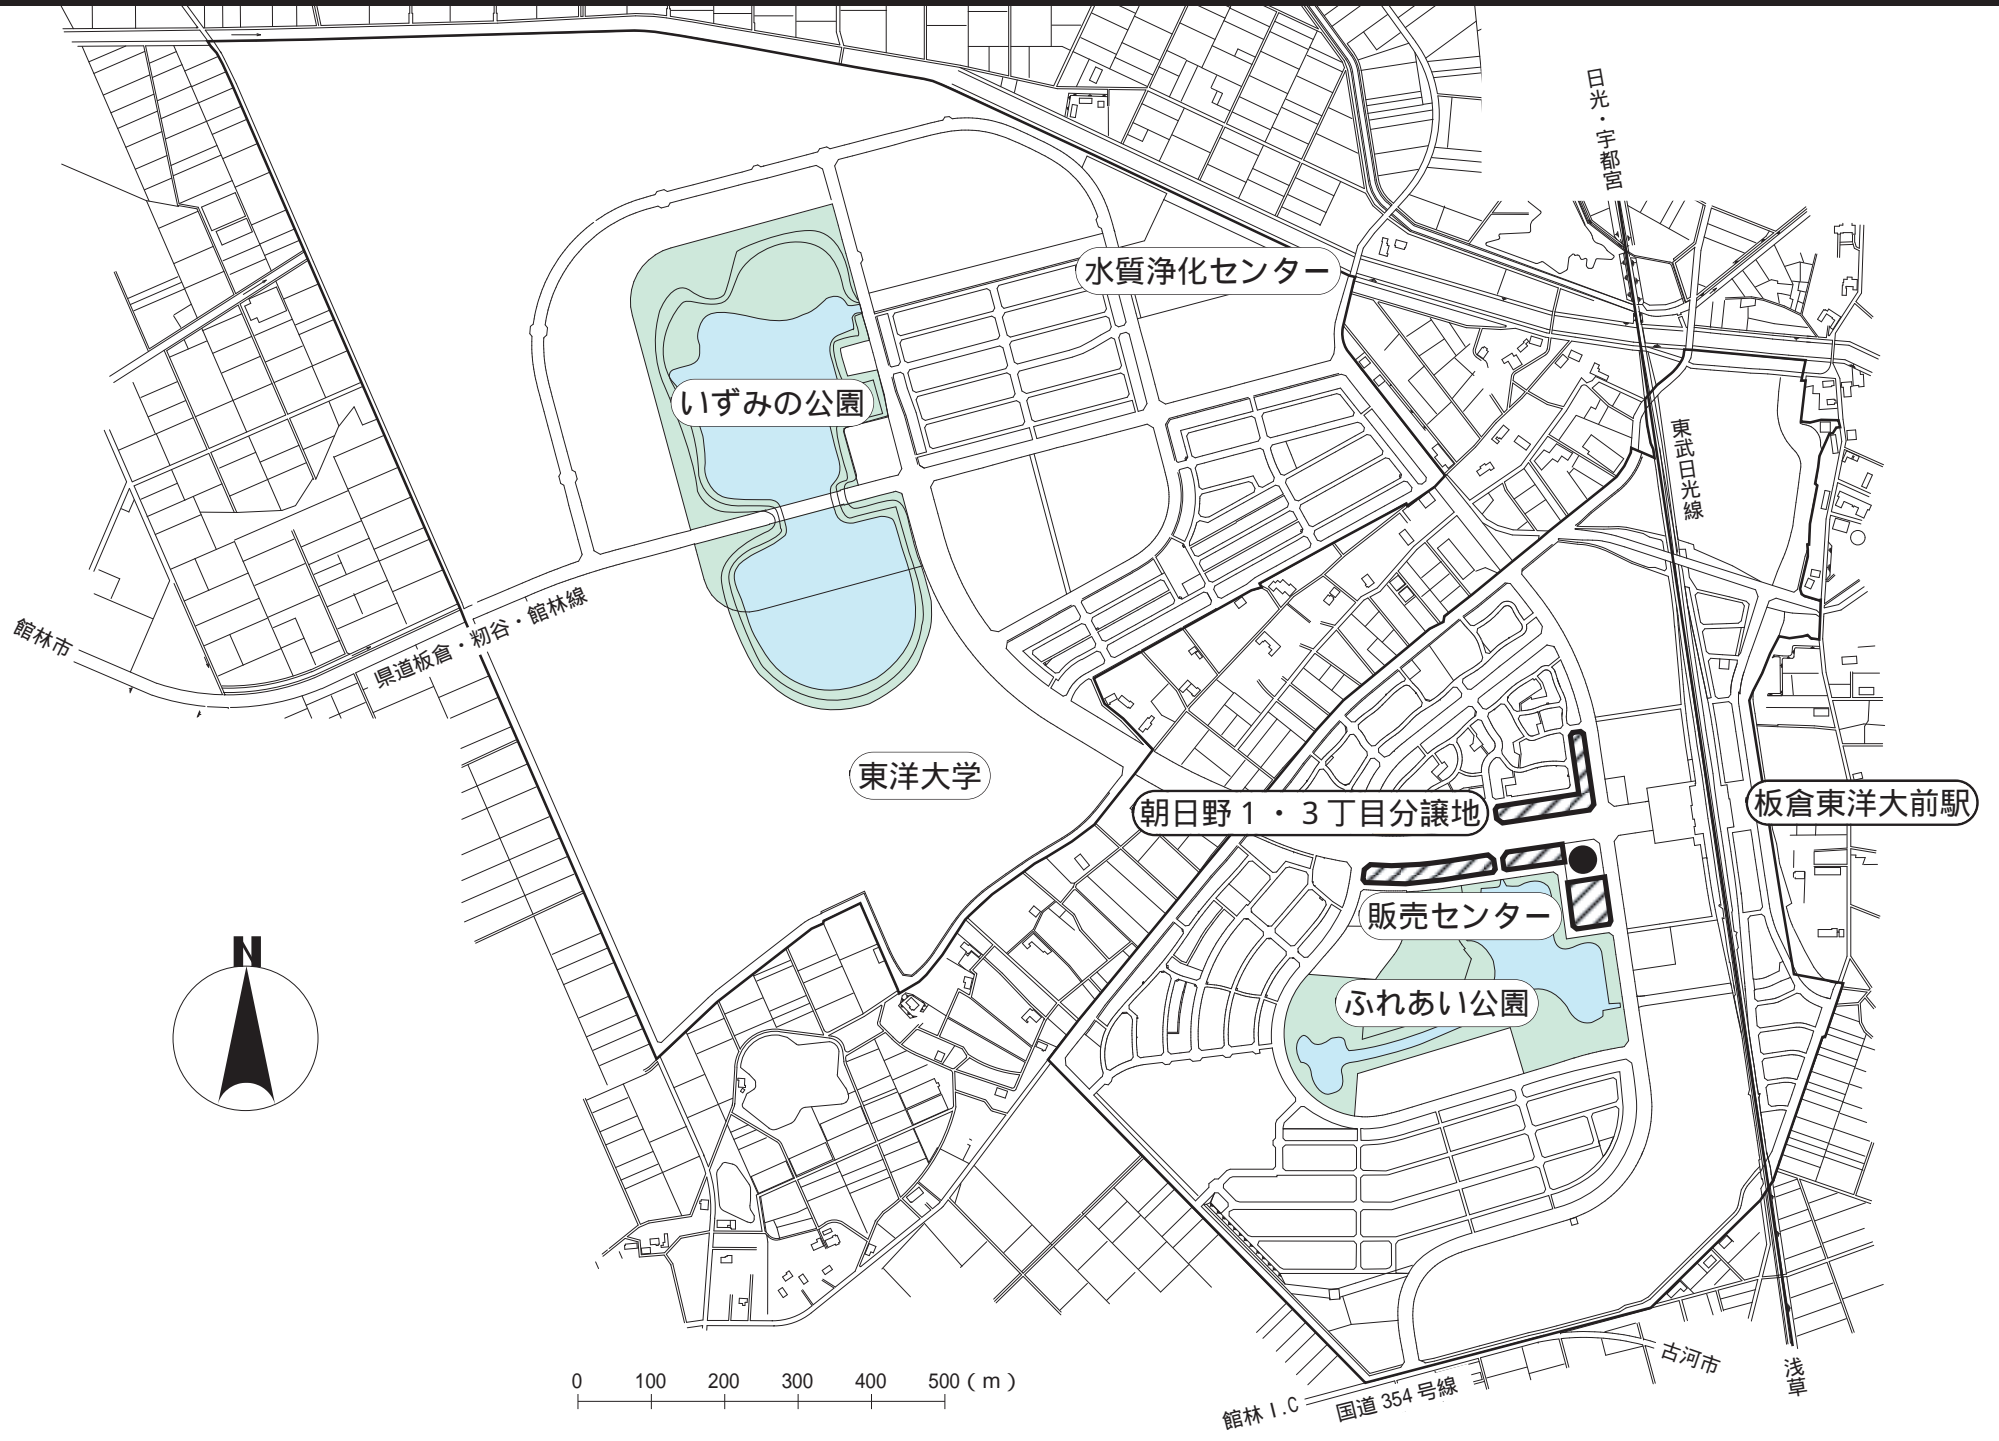 日光・宇都宮
水質浄化センター
いずみの公園
東武日光線
館林市
県道板倉・籾谷・館林線
東洋大学
朝日野１・３丁目分譲地
板倉東洋大前駅
販売センター
ふれあい公園
N
0 100 200 300 400 500（ｍ）
古河市
浅草
館林 I.C
国道 354 号線